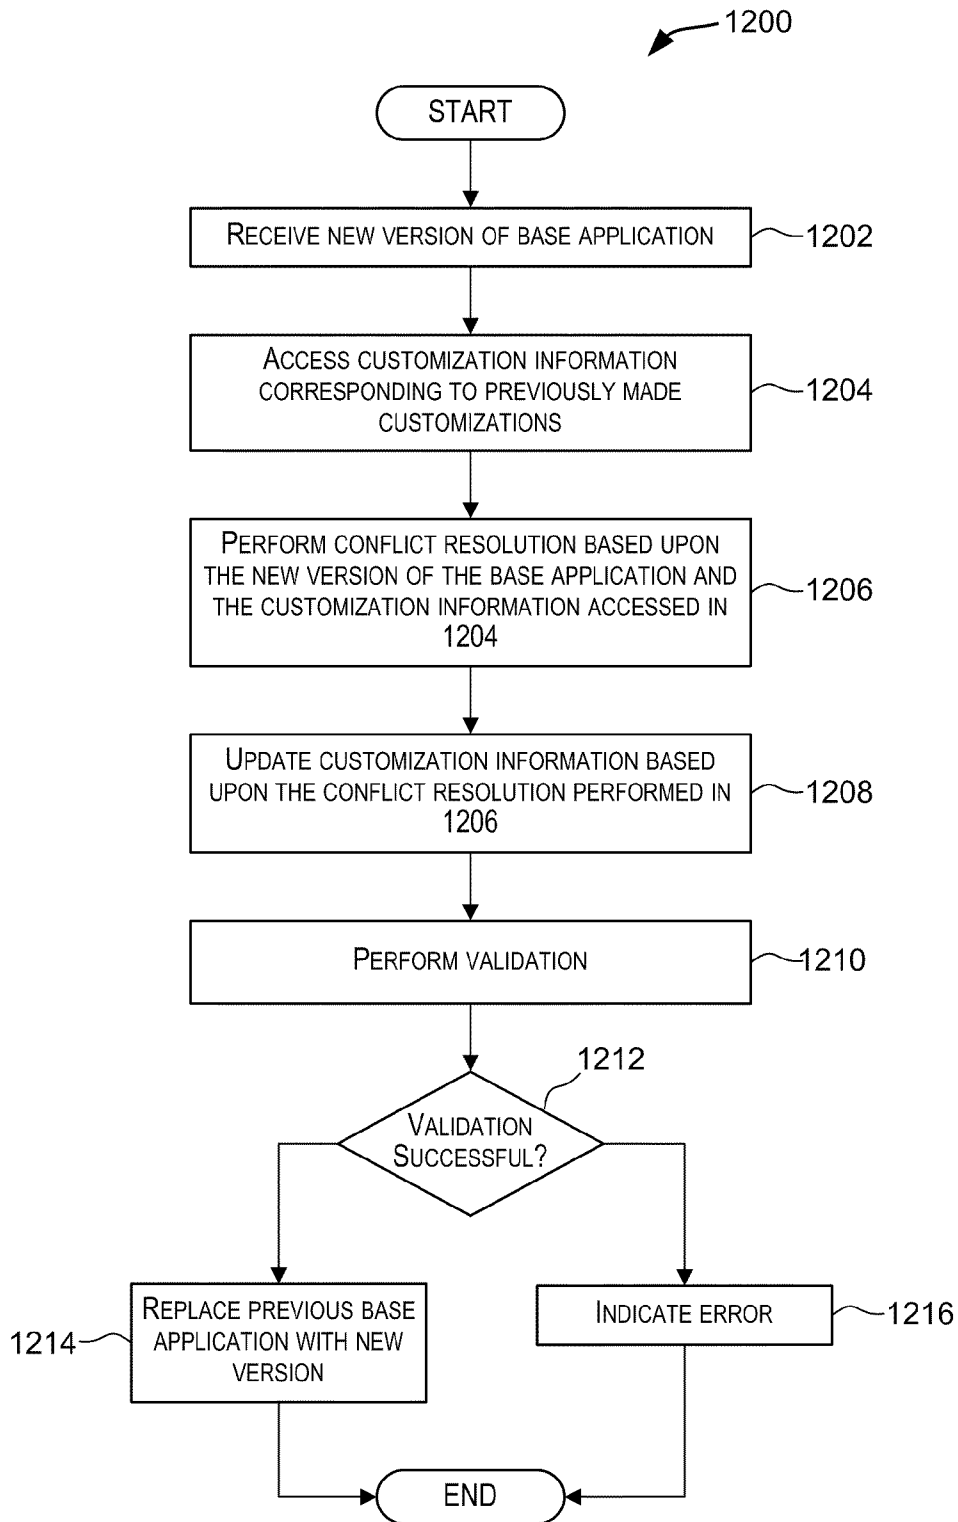 1200
START
RECEIVE NEW VERSION OF BASE APPLICATION
1202
ACCESS CUSTOMIZATION INFORMATION
CORRESPONDING TO PREVIOUSLY MADE
CUSTOMIZATIONS
1204
PERFORM CONFLICT RESOLUTION BASED UPON
THE NEW VERSION OF THE BASE APPLICATION AND
THE CUSTOMIZATION INFORMATION ACCESSED IN
1204
1206
UPDATE CUSTOMIZATION INFORMATION BASED
UPON THE CONFLICT RESOLUTION PERFORMED IN
1206
1208
PERFORM VALIDATION
1210
1212
VALIDATION
SUCCESSFUL?
REPLACE PREVIOUS BASE
APPLICATION WITH NEW
VERSION
1214
INDICATE ERROR
1216
END